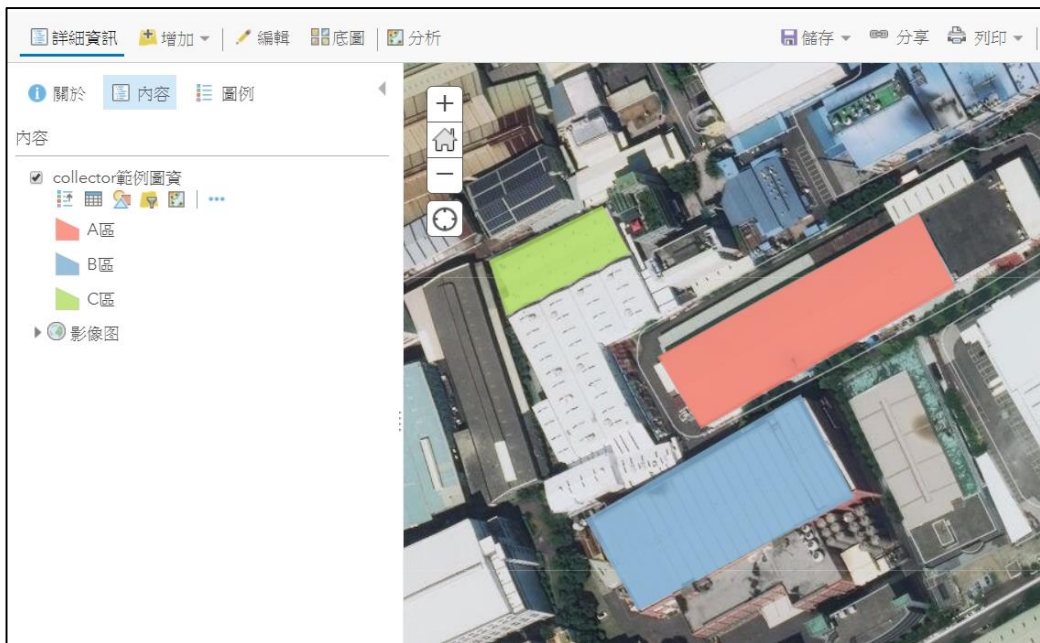 詳細資訊 增加 編輯 底圖 分析 儲存 分享 列印
關於 內容 圖例
內容
collector範例圖資
A區
B區
C區
影像图